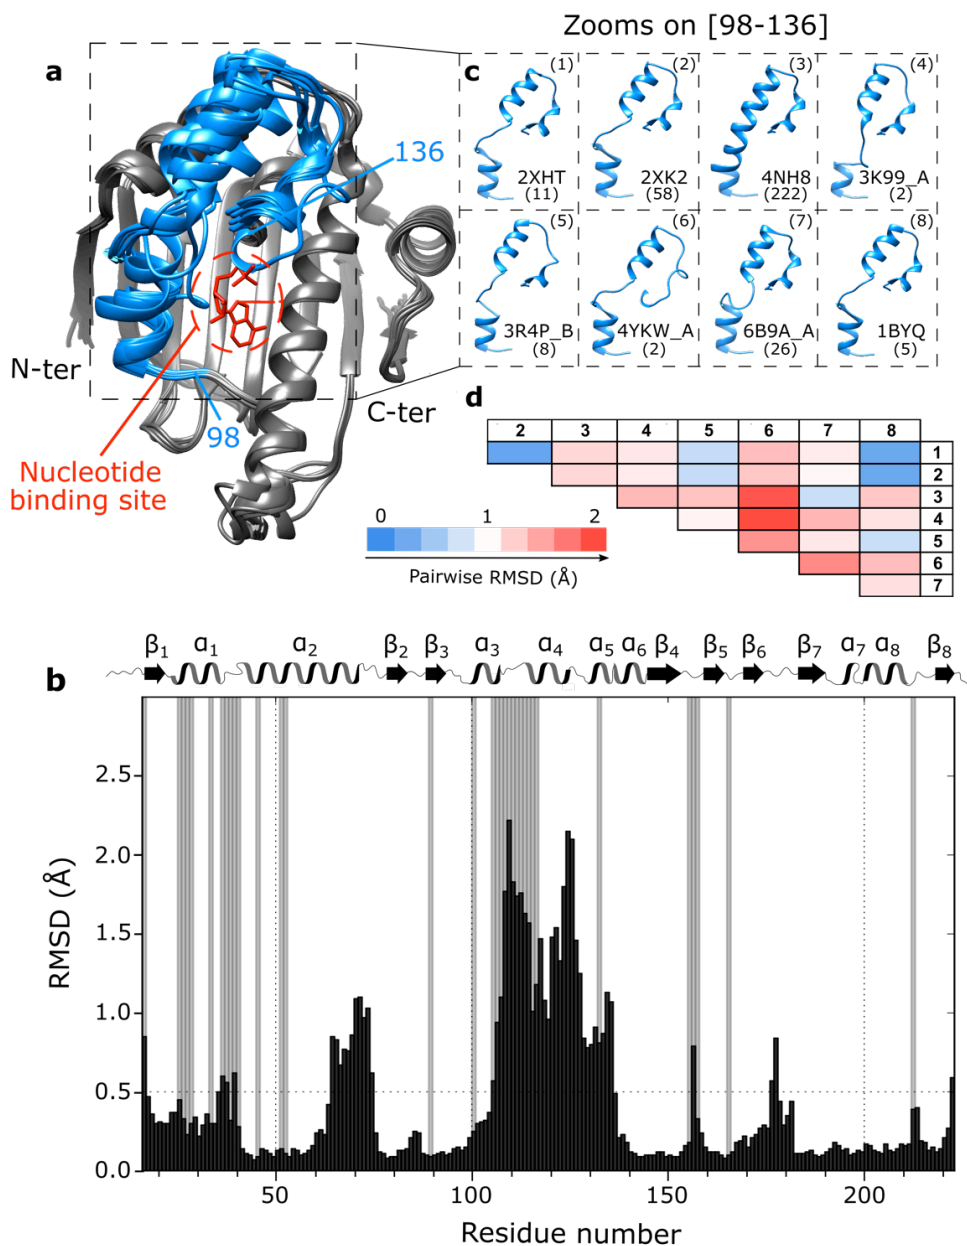 Zooms on [98-136]
a
136
N-ter
98
C-ter
Nucleotide
binding site
c
(1)
2XHT
(11)
(2)
2XK2
(58)
(3)
4NH8
(222)
(4)
3K99_A
(2)
(5)
3R4P_B
(8)
(6)
4YKW_A
(2)
(7)
6B9A_A
(26)
(8)
1BYQ
(5)
d
2 3 4 5 6 7 8
1
2
3
4
5
6
7
0 1 2
Pairwise RMSD (Å)
b
β1 α1 α2 β2 β3 α3 α4 α5 α6 β4 β5 β6 β7 α7 α8 β8
2.5
2.0
1.5
1.0
0.5
0.0
RMSD (Å)
50 100 150 200
Residue number